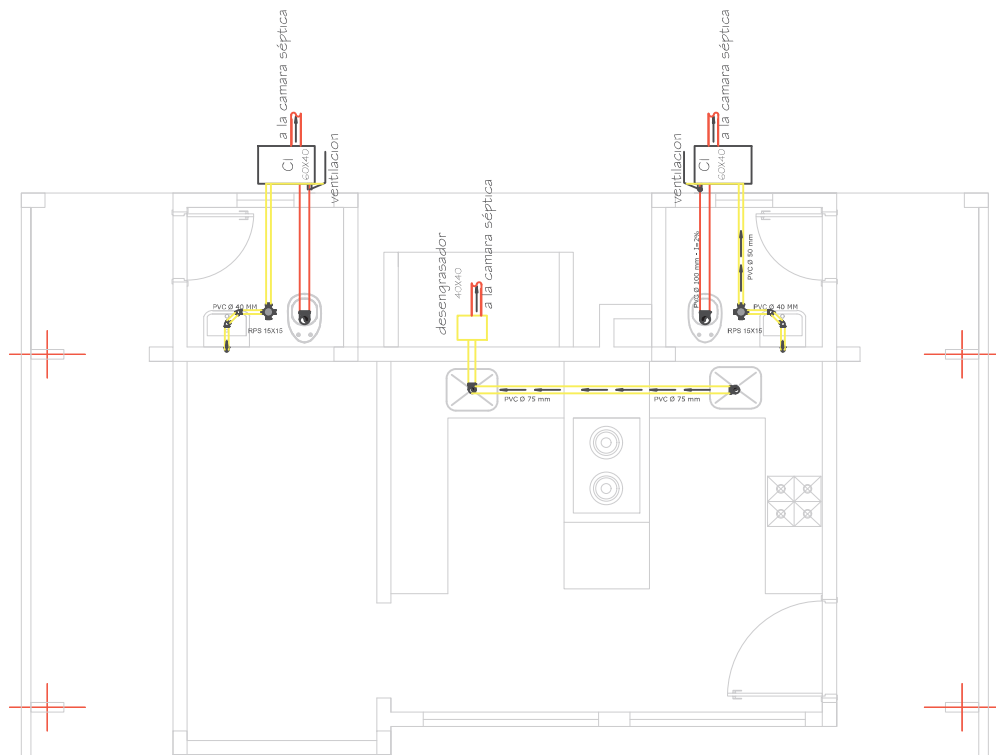 a la camara séptica
CI
60X40
ventilacion
a la camara séptica
CI
60X40
ventilacion
desengrasador
40X40
a la camara séptica
PVC Ø 100 mm - I=2%
PVC Ø 50 mm
PVC Ø 40 MM
RPS 15X15
PVC Ø 40 MM
RPS 15X15
PVC Ø 75 mm
PVC Ø 75 mm